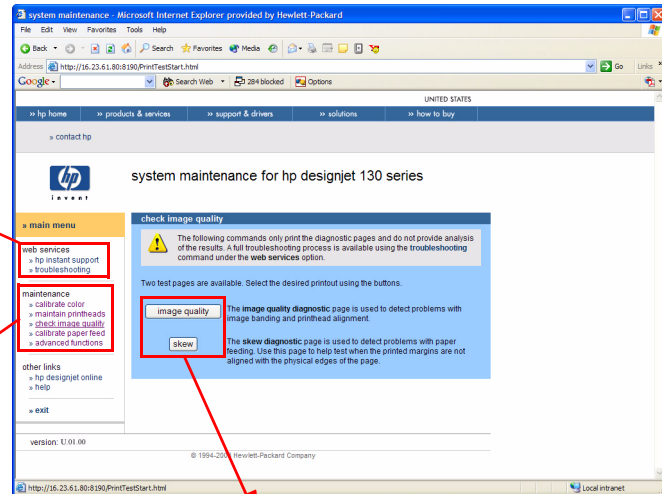 system maintenance - Microsoft Internet Explorer provided by Hewlett-Packard
File Edit View Favorites Tools Help
Back Search Favorites Media
Address http://16.23.61.80:8190/PrintTestStart.html Go Links »
Google Search Web 284 blocked Options
UNITED STATES
» hp home » products & services » support & drivers » solutions » how to buy
» contact hp
hp
invent
system maintenance for hp designjet 130 series
» main menu
web services
» hp instant support
» troubleshooting
maintenance
» calibrate color
» maintain printheads
» check image quality
» calibrate paper feed
» advanced functions
other links
» hp designjet online
» help
» exit
check image quality
The following commands only print the diagnostic pages and do not provide analysis
of the results. A full troubleshooting process is available using the troubleshooting
command under the web services option.
Two test pages are available. Select the desired printout using the buttons.
image quality
The image quality diagnostic page is used to detect problems with
image banding and printhead alignment.
skew
The skew diagnostic page is used to detect problems with paper
feeding. Use this page to help test when the printed margins are not
aligned with the physical edges of the page.
version: U.01.00
Hewlett-Packard Company
http://16.23.61.80:8190/PrintTestStart.html Local intranet